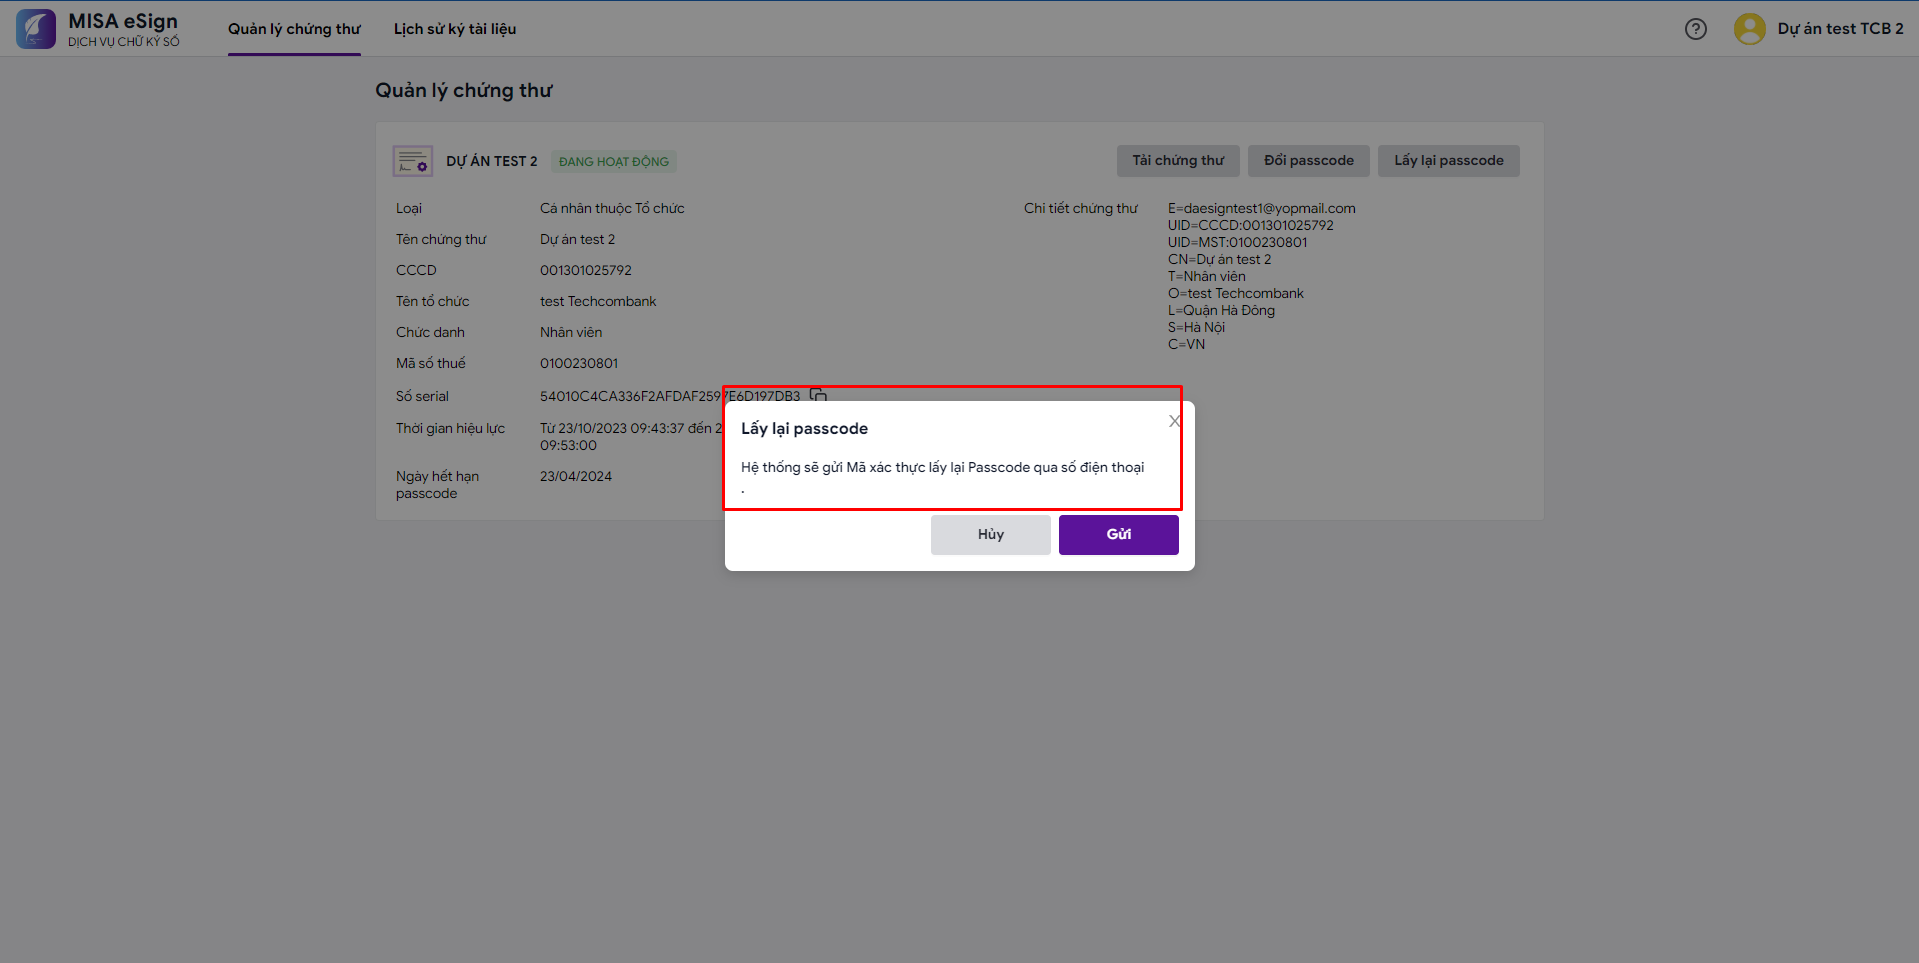 MISA eSign
DỊCH VỤ CHỮ KÝ SỐ
Quản lý chứng thư
Lịch sử ký tài liệu
?
Dự án test TCB 2
Quản lý chứng thư
DỰ ÁN TEST 2
ĐANG HOẠT ĐỘNG
Tải chứng thư
Đổi passcode
Lấy lại passcode
Loại
Cá nhân thuộc Tổ chức
Tên chứng thư
Dự án test 2
CCCD
001301025792
Tên tổ chức
test Techcombank
Chức danh
Nhân viên
Mã số thuế
0100230801
Số serial
54010C4CA336F2AFDAF2597E6D197DB3
Thời gian hiệu lực
Từ 23/10/2023 09:43:37 đến 2
09:53:00
Ngày hết hạn
passcode
23/04/2024
Chi tiết chứng thư
E=daesigntest1@yopmail.com
UID=CCCD:001301025792
UID=MST:0100230801
CN=Dự án test 2
T=Nhân viên
O=test Techcombank
L=Quận Hà Đông
S=Hà Nội
C=VN
Lấy lại passcode
Hệ thống sẽ gửi Mã xác thực lấy lại Passcode qua số điện thoại
.
Hủy
Gửi